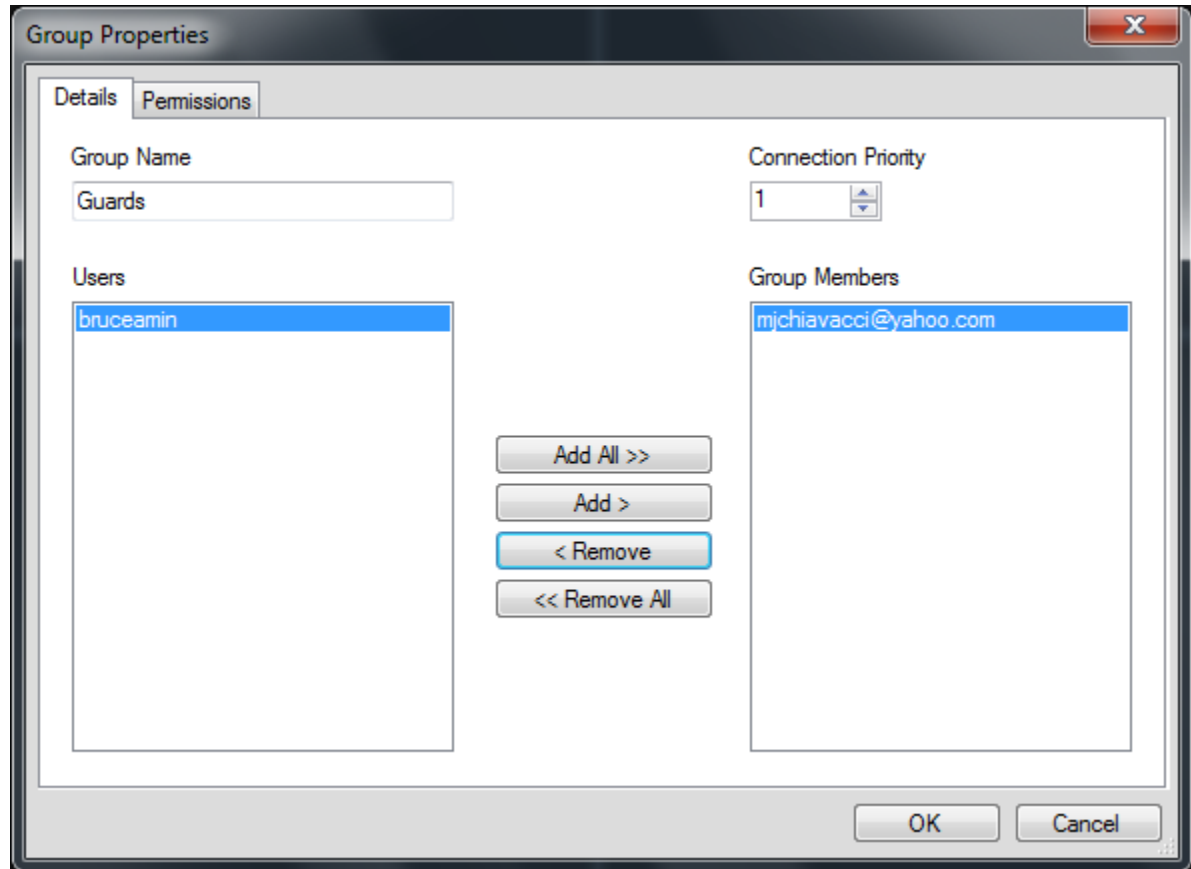 Group Properties
Details Permissions
Group Name
Connection Priority
Guards
1
Users
Group Members
bruceamin
mjchiavacci@yahoo.com
Add All >>
Add >
< Remove
<< Remove All
OK Cancel